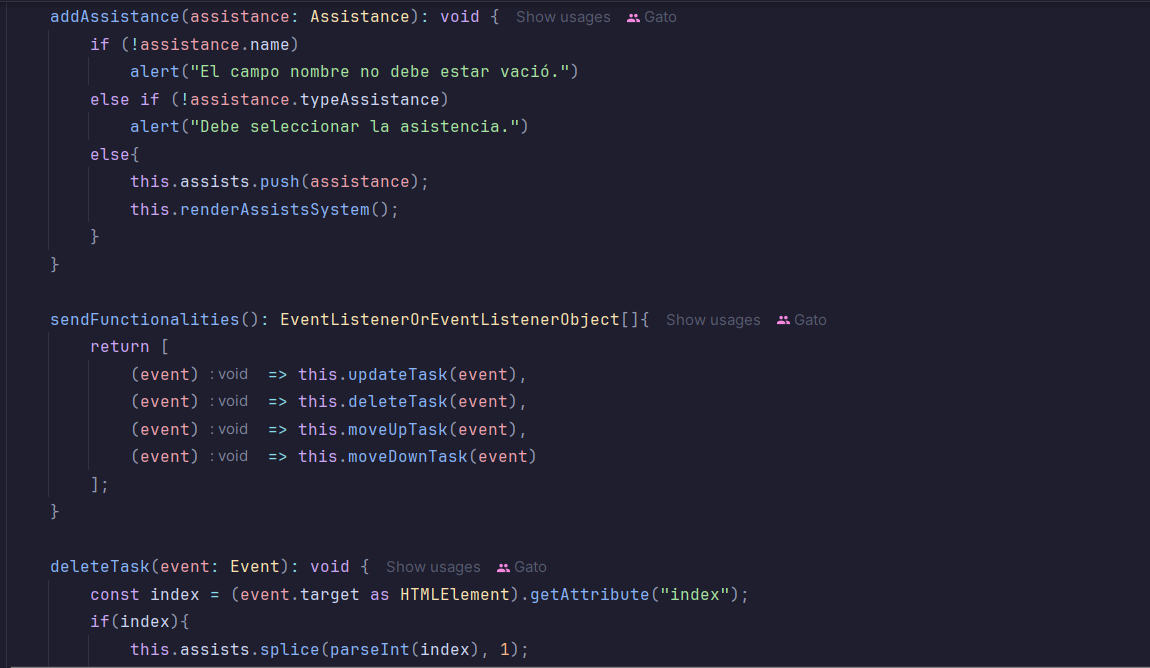 addAssistance(assistance: Assistance): void {  Show usages  Gato
    if (!assistance.name)
        alert("El campo nombre no debe estar vació.")
    else if (!assistance.typeAssistance)
        alert("Debe seleccionar la asistencia.")
    else{
        this.assists.push(assistance);
        this.renderAssistsSystem();
    }
}
sendFunctionalities(): EventListenerOrEventListenerObject[]{  Show usages  Gato
    return [
        (event) : void  => this.updateTask(event),
        (event) : void  => this.deleteTask(event),
        (event) : void  => this.moveUpTask(event),
        (event) : void  => this.moveDownTask(event)
    ];
}
deleteTask(event: Event): void {  Show usages  Gato
    const index = (event.target as HTMLElement).getAttribute("index");
    if(index){
        this.assists.splice(parseInt(index), 1);